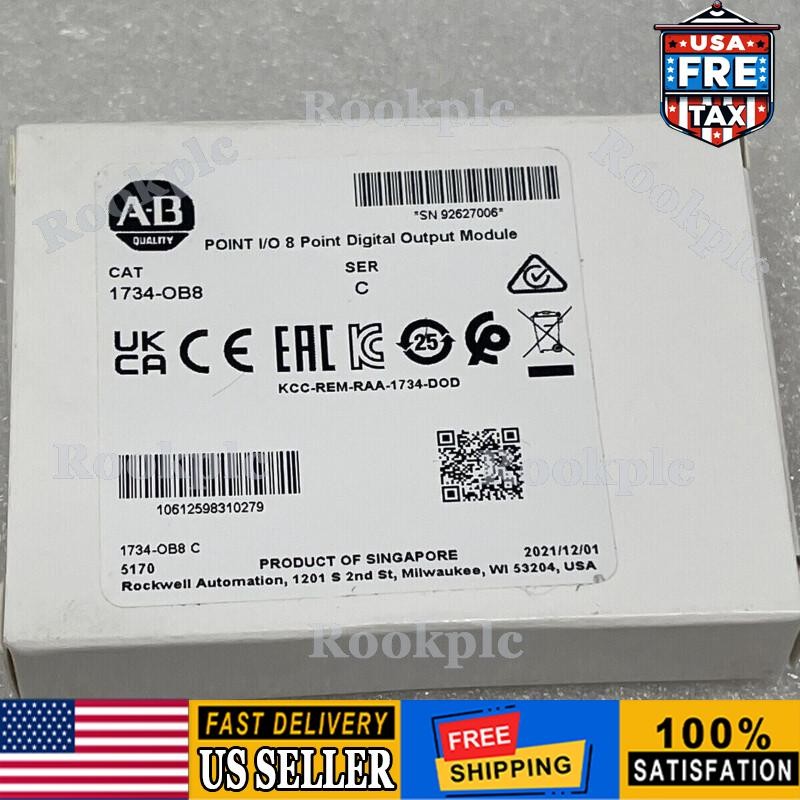 USA
FRE
TAX
Rookplc
Rookplc
Rookplc
A-B
QUALITY
"SN 92627006"
POINT I/O 8 Point Digital Output Module
CAT
1734-OB8
SER
C
UK
CA
CE
EAC
KC
25
KCC-REM-RAA-1734-DOD
Rookplc
Rookplc
10612598310279
1734-OB8 C
5170
PRODUCT OF SINGAPORE
2021/12/01
Rockwell Automation, 1201 S 2nd St, Milwaukee, WI 53204, USA
Rookplc
FAST DELIVERY
US SELLER
FREE
SHIPPING
100%
SATISFATION